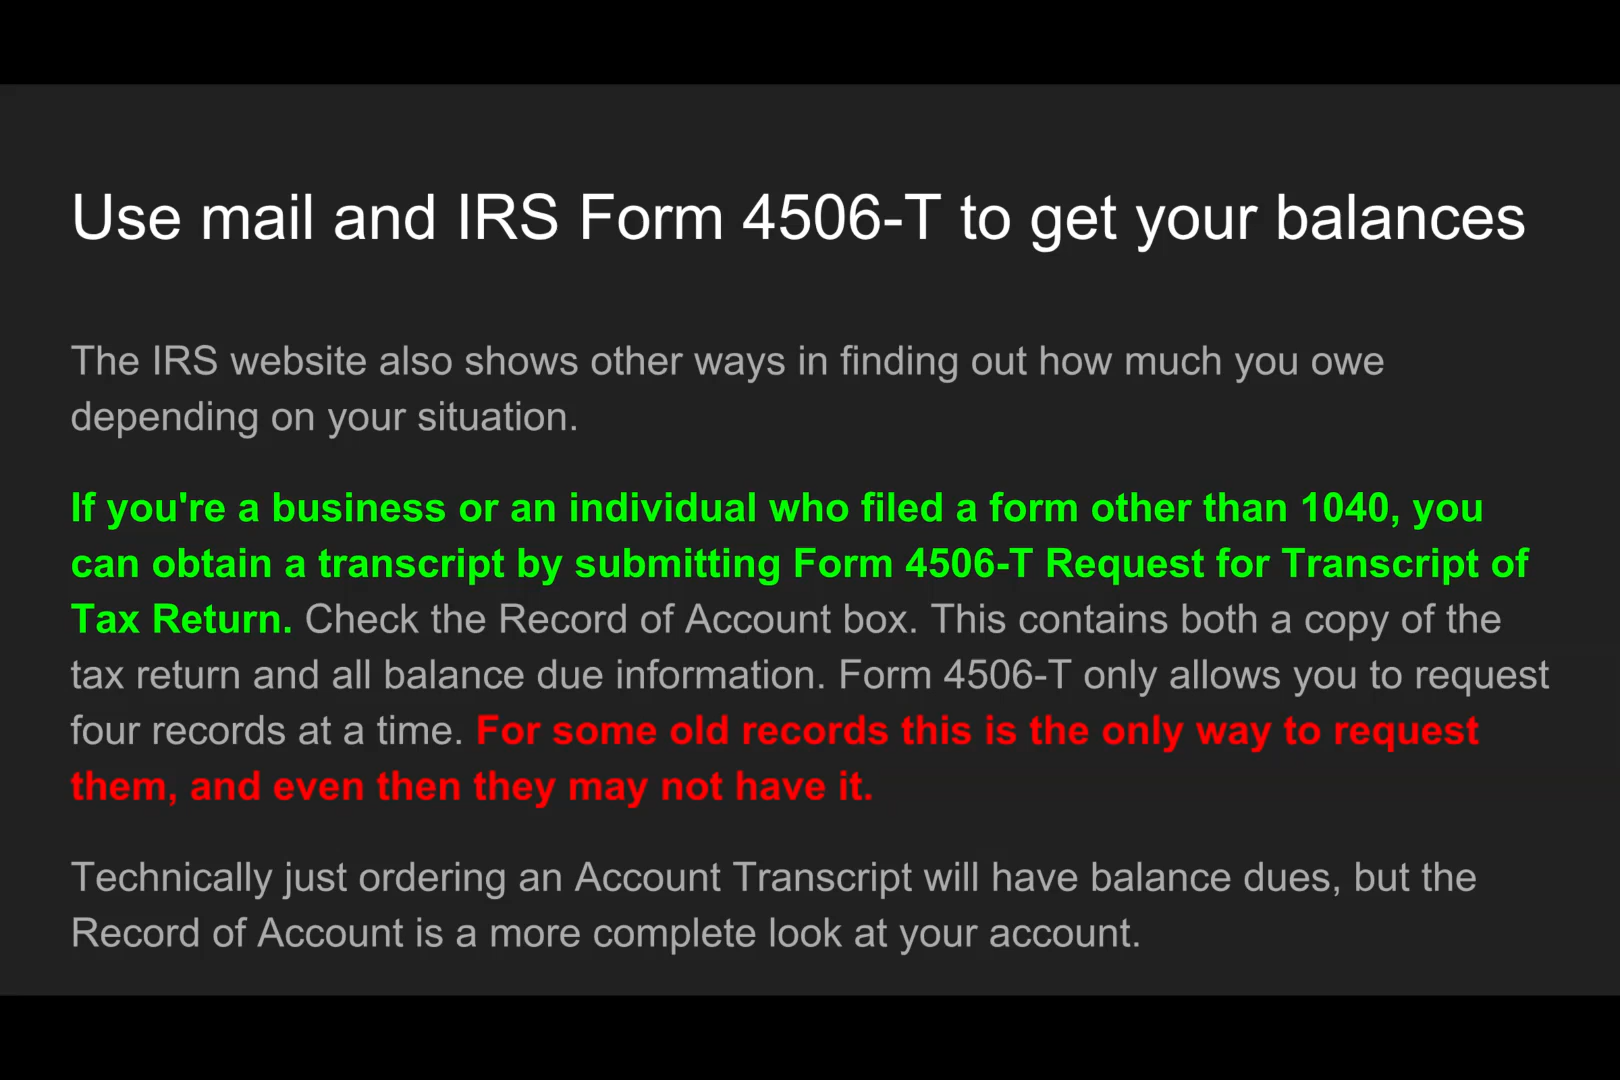 Use mail and IRS Form 4506-T to get your balances
The IRS website also shows other ways in finding out how much you owe
depending on your situation.
If you're a business or an individual who filed a form other than 1040, you
can obtain a transcript by submitting Form 4506-T Request for Transcript of
Tax Return. Check the Record of Account box. This contains both a copy of the
tax return and all balance due information. Form 4506-T only allows you to request
four records at a time. For some old records this is the only way to request
them, and even then they may not have it.
Technically just ordering an Account Transcript will have balance dues, but the
Record of Account is a more complete look at your account.